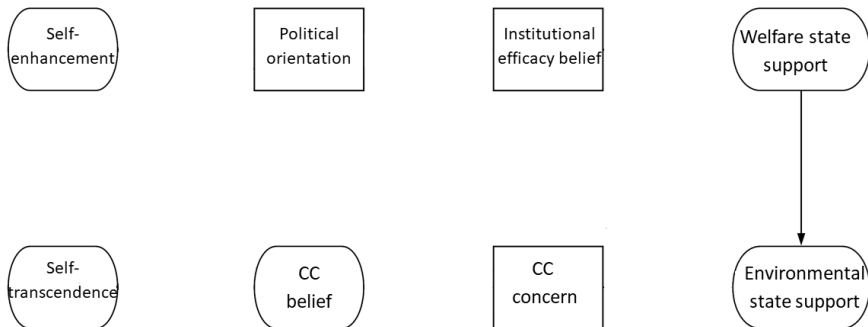 Self-
enhancement
Political
orientation
Institutional
efficacy belief
Welfare state
support
Self-
transcendence
CC
belief
CC
concern
Environmental
state support